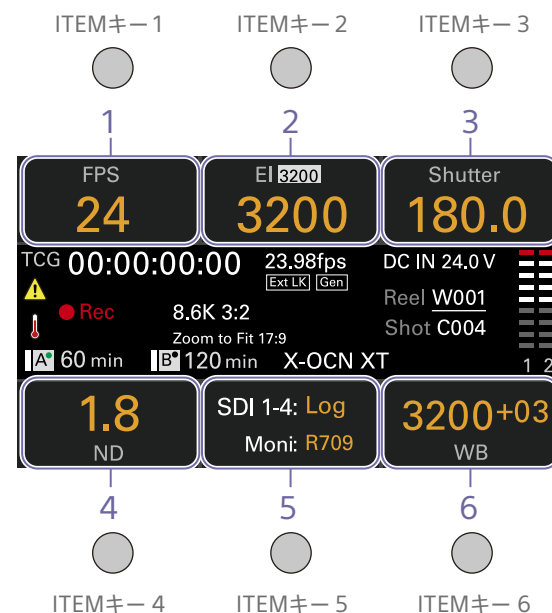 ITEMキー 1 ITEMキー 2 ITEMキー 3
1 2 3
FPS EI 3200 Shutter
24 3200 180.0
TCG 00:00:00:00 23.98fps DC IN 24.0 V
Ext LK Gen
Reel W001
Rec 8.6K 3:2
Shot C004
Zoom to Fit 17:9
A 60 min B 120 min X-OCN XT 1 2
1.8 SDI 1-4: Log 3200+03
ND Moni: R709 WB
4 5 6
ITEMキー 4 ITEMキー 5 ITEMキー 6